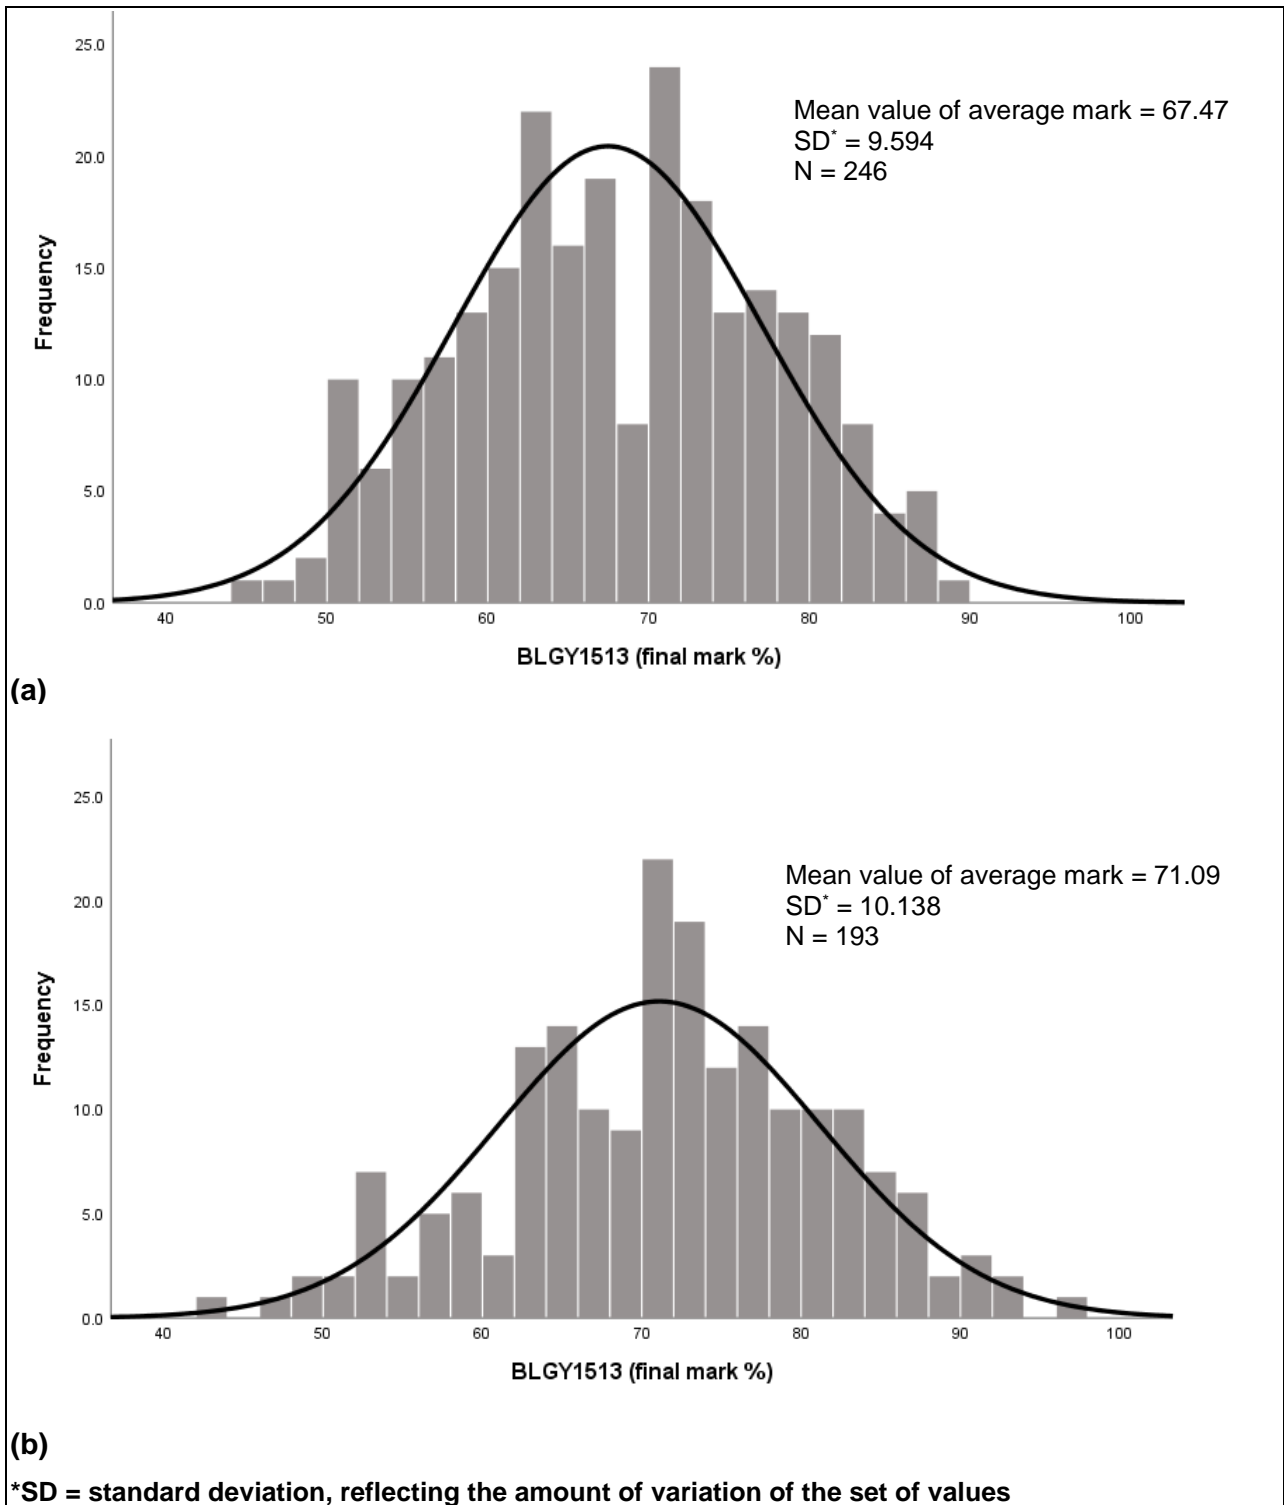 25.0
20.0
15.0
10.0
5.0
0.0
Frequency
Mean value of average mark = 67.47
SD* = 9.594
N = 246
40 50 60 70 80 90 100
BLGY1513 (final mark %)
(a)
25.0
20.0
15.0
10.0
5.0
0.0
Frequency
Mean value of average mark = 71.09
SD* = 10.138
N = 193
40 50 60 70 80 90 100
BLGY1513 (final mark %)
(b)
*SD = standard deviation, reflecting the amount of variation of the set of values